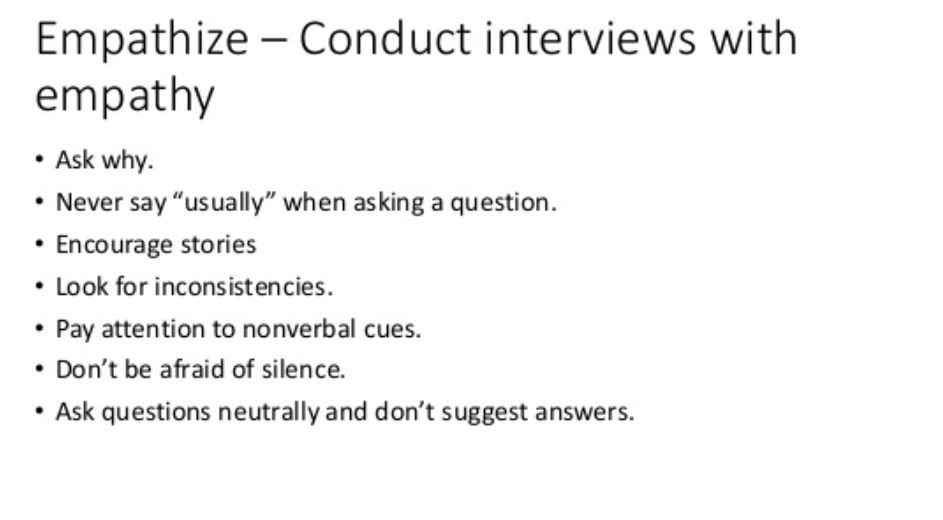 Empathize – Conduct interviews with
empathy
• Ask why.
• Never say “usually” when asking a question.
• Encourage stories
• Look for inconsistencies.
• Pay attention to nonverbal cues.
• Don’t be afraid of silence.
• Ask questions neutrally and don’t suggest answers.